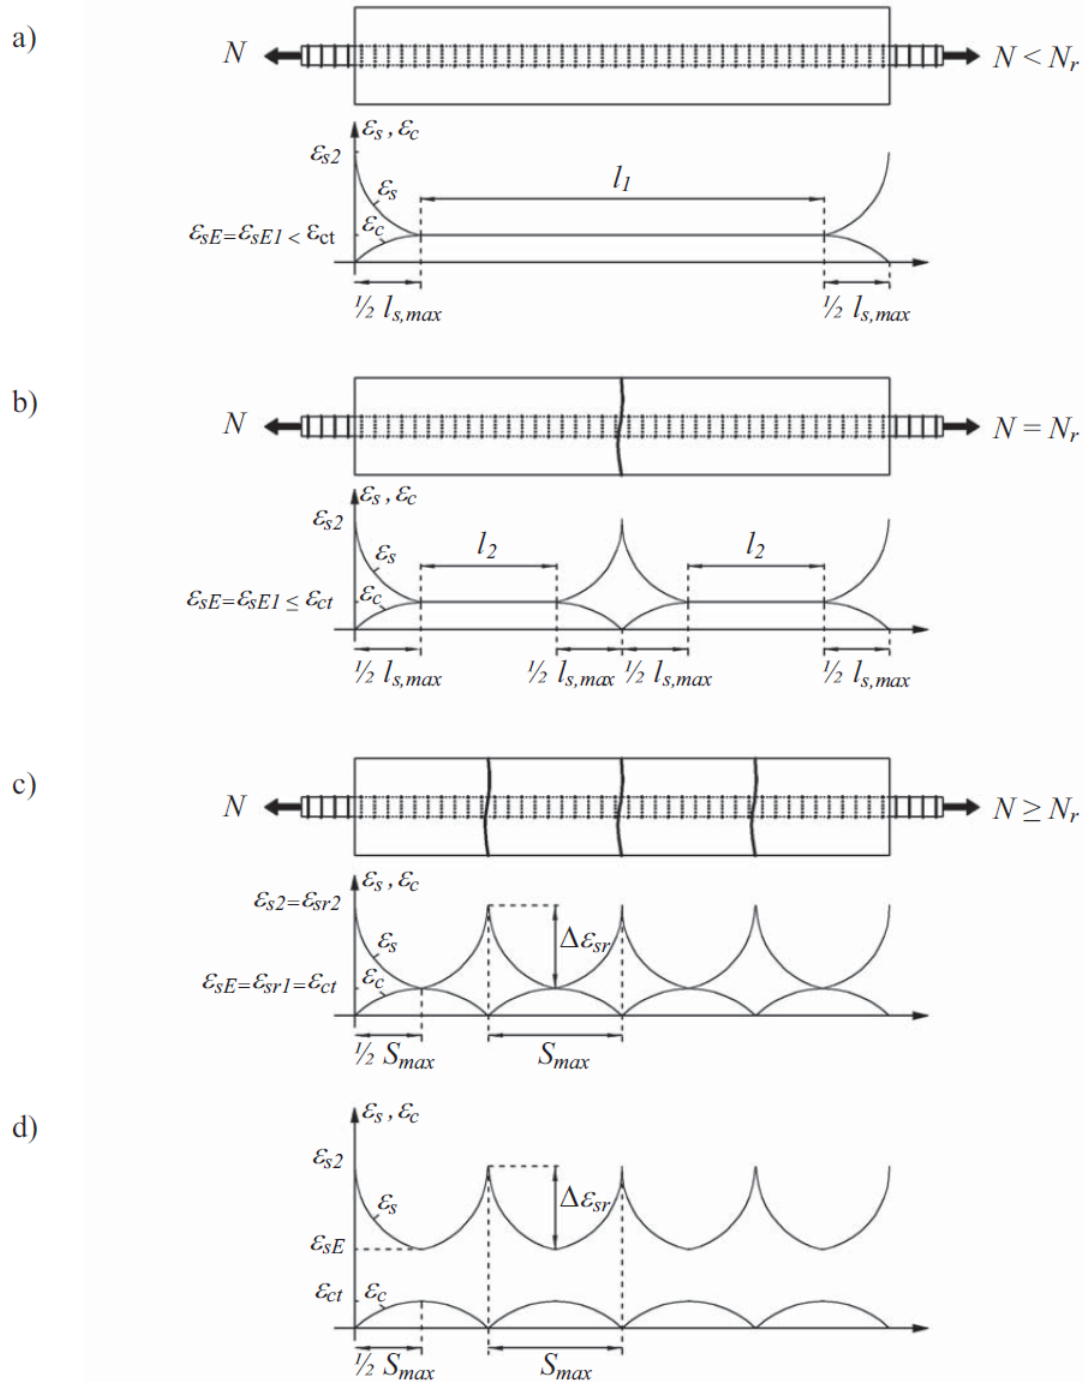 a)
N
N < Nᵣ
εs , εc
εs2
εs
l1
εsE=εsE1 < εct
εc
½ ls,max
½ ls,max
b)
N
N = Nr
εs , εc
εs2
εs
l2
l2
εsE=εsE1 ≤ εct
εc
½ ls,max
½ ls,max
½ ls,max
½ ls,max
c)
N
N ≥ Nr
εs , εc
εs2=εsr2
εs
Δεsr
εsE=εsr1=εct
εc
½ Smax
Smax
d)
εs , εc
εs2
εs
Δεsr
εsE
εct
εc
½ Smax
Smax